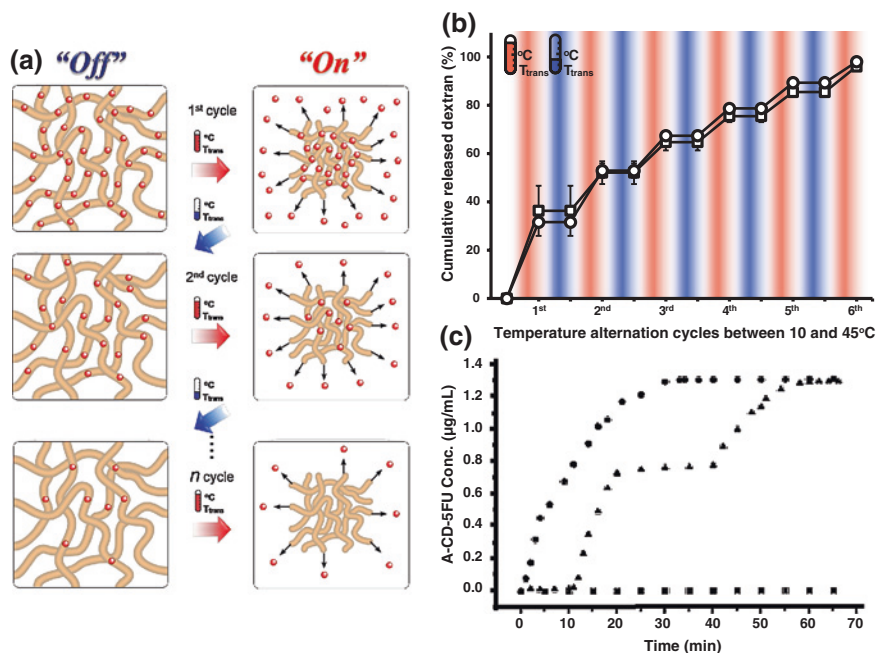 (a)
“Off”
“On”
1st cycle
°C
Ttrans
°C
Ttrans
2nd cycle
°C
Ttrans
°C
Ttrans
n cycle
°C
Ttrans
(b)
Cumulative released dextran (%)
100
80
60
40
20
0
°C
Ttrans
°C
Ttrans
1st 2nd 3rd 4th 5th 6th
Temperature alternation cycles between 10 and 45°C
(c)
A-CD-5FU Conc. (µg/mL)
1.4
1.2
1.0
0.8
0.6
0.4
0.2
0.0
0 10 20 30 40 50 60 70
Time (min)